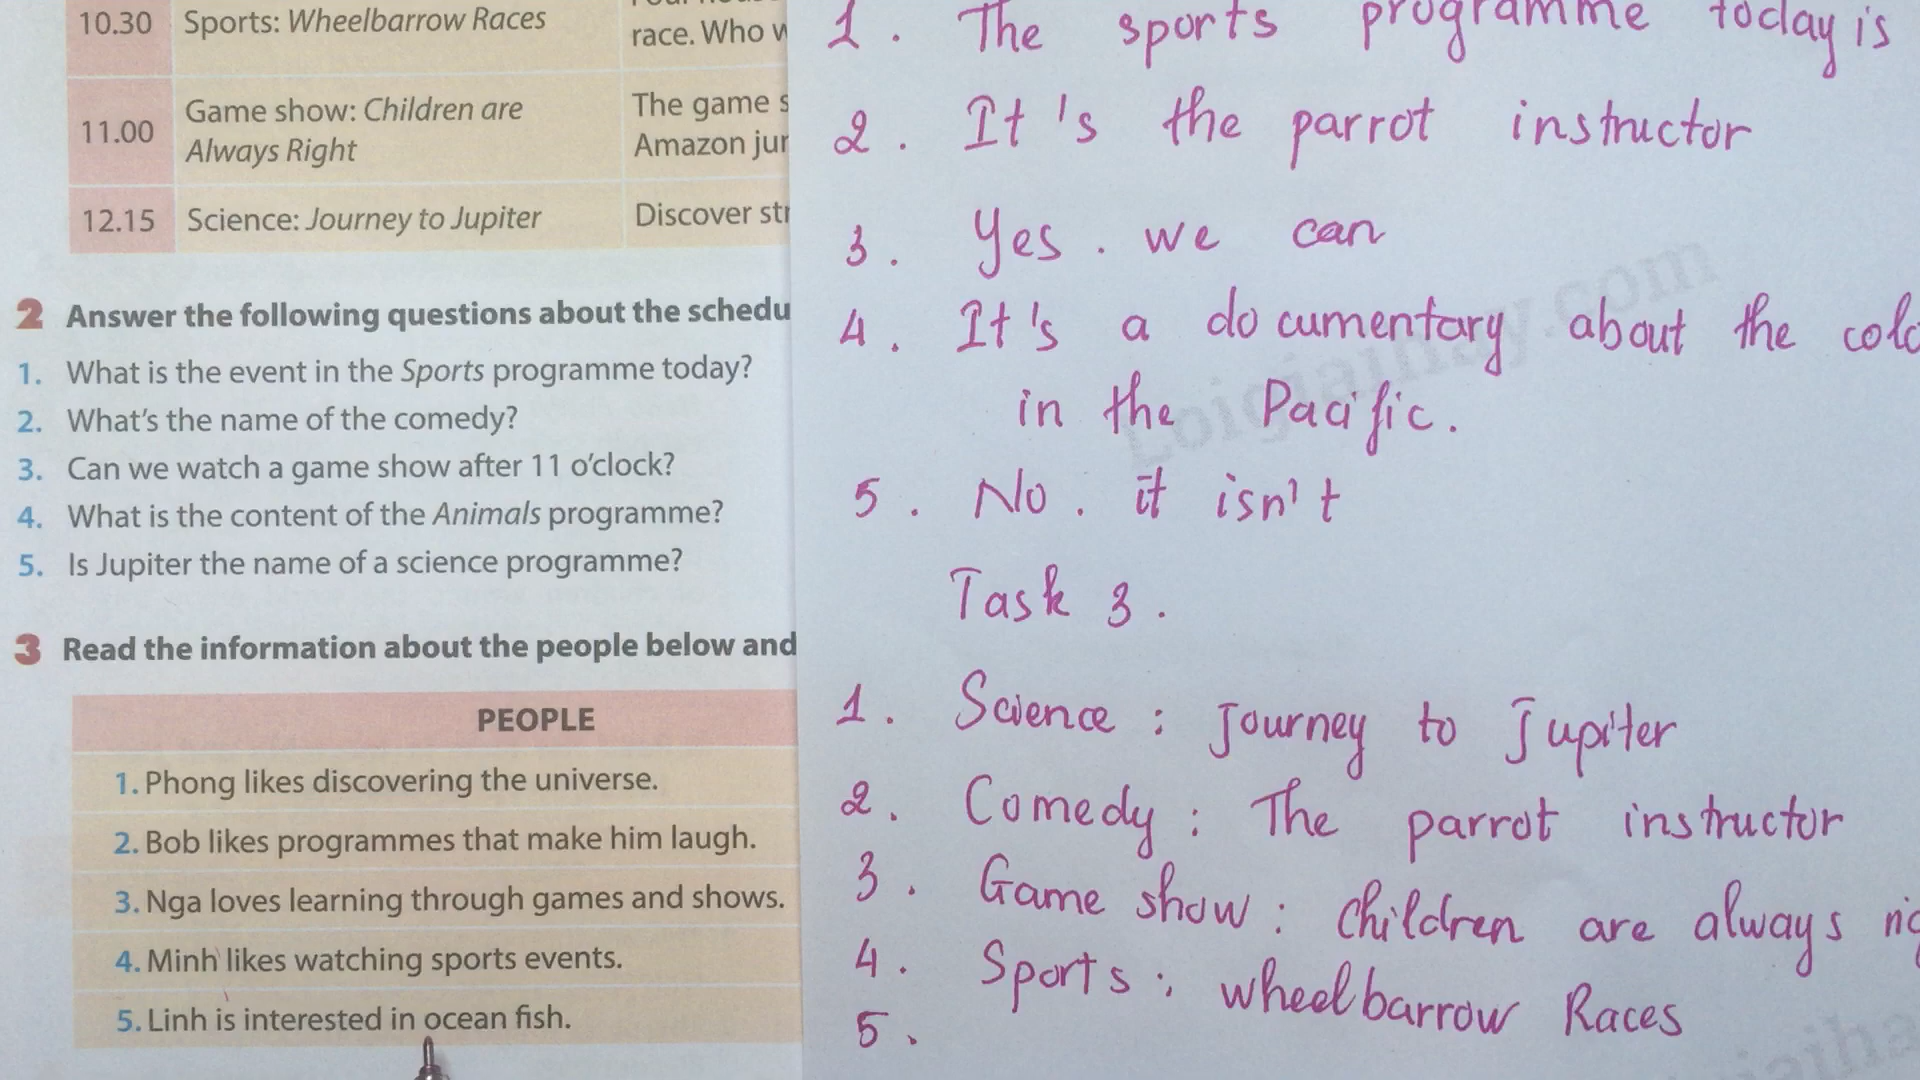 10.30 Sports: Wheelbarrow Races
race. Who w
11.00 Game show: Children are
Always Right
The game s
Amazon jur
12.15 Science: Journey to Jupiter
Discover str
2 Answer the following questions about the schedu
1. What is the event in the Sports programme today?
2. What's the name of the comedy?
3. Can we watch a game show after 11 o'clock?
4. What is the content of the Animals programme?
5. Is Jupiter the name of a science programme?
3 Read the information about the people below and
PEOPLE
1. Phong likes discovering the universe.
2. Bob likes programmes that make him laugh.
3. Nga loves learning through games and shows.
4. Minh likes watching sports events.
5. Linh is interested in ocean fish.
1. The sports programme today is
2. It's the parrot instructor
3. Yes. we can
4. It's a documentary about the colo
in the Pacific.
5. No. it isn't
Task 3.
1. Science: Journey to Jupiter
2. Comedy: The parrot instructor
3. Game show: children are always rig
4. Sports: wheelbarrow Races
5.
Loigiaihay.com